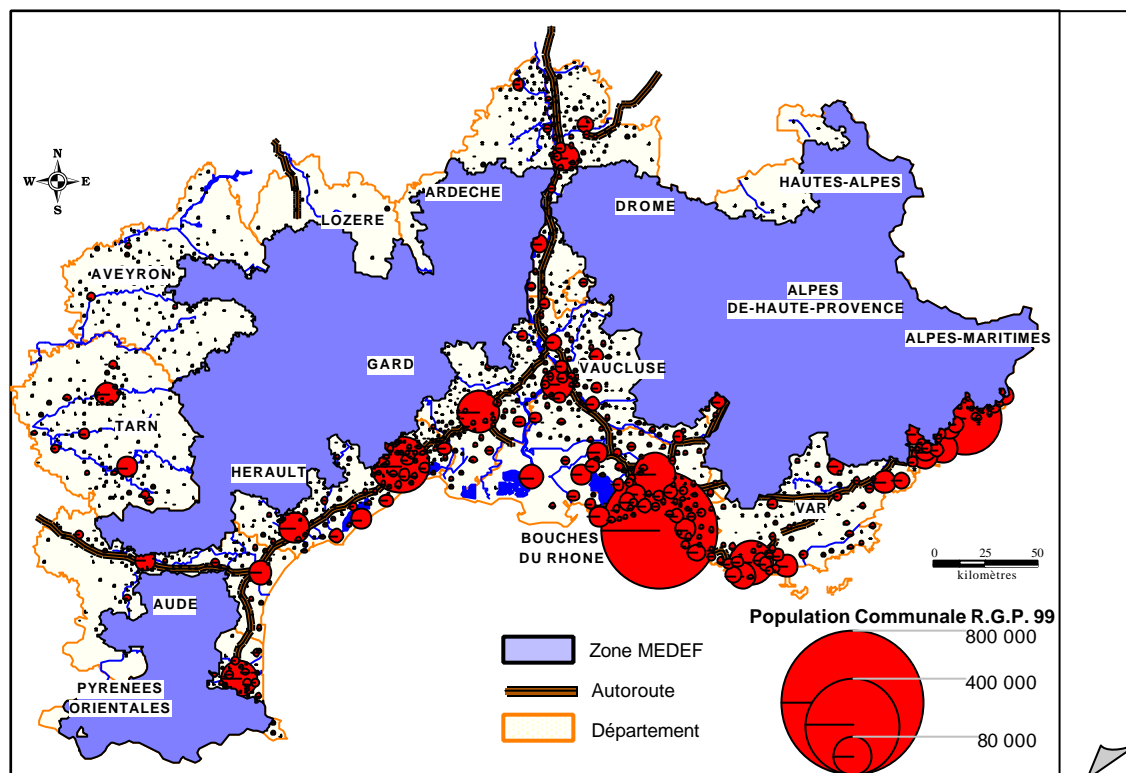 N
W E
S
ARDECHE
HAUTES-ALPES
DROME
LOZERE
AVEYRON
ALPES
DE-HAUTE-PROVENCE
ALPES-MARITIMES
GARD
VAUCLUSE
TARN
HERAULT
VAR
BOUCHES
DU RHONE
0 25 50
kilomètres
AUDE
PYRENEES
ORIENTALES
Zone MEDEF
Autoroute
Département
Population Communale R.G.P. 99
800 000
400 000
80 000